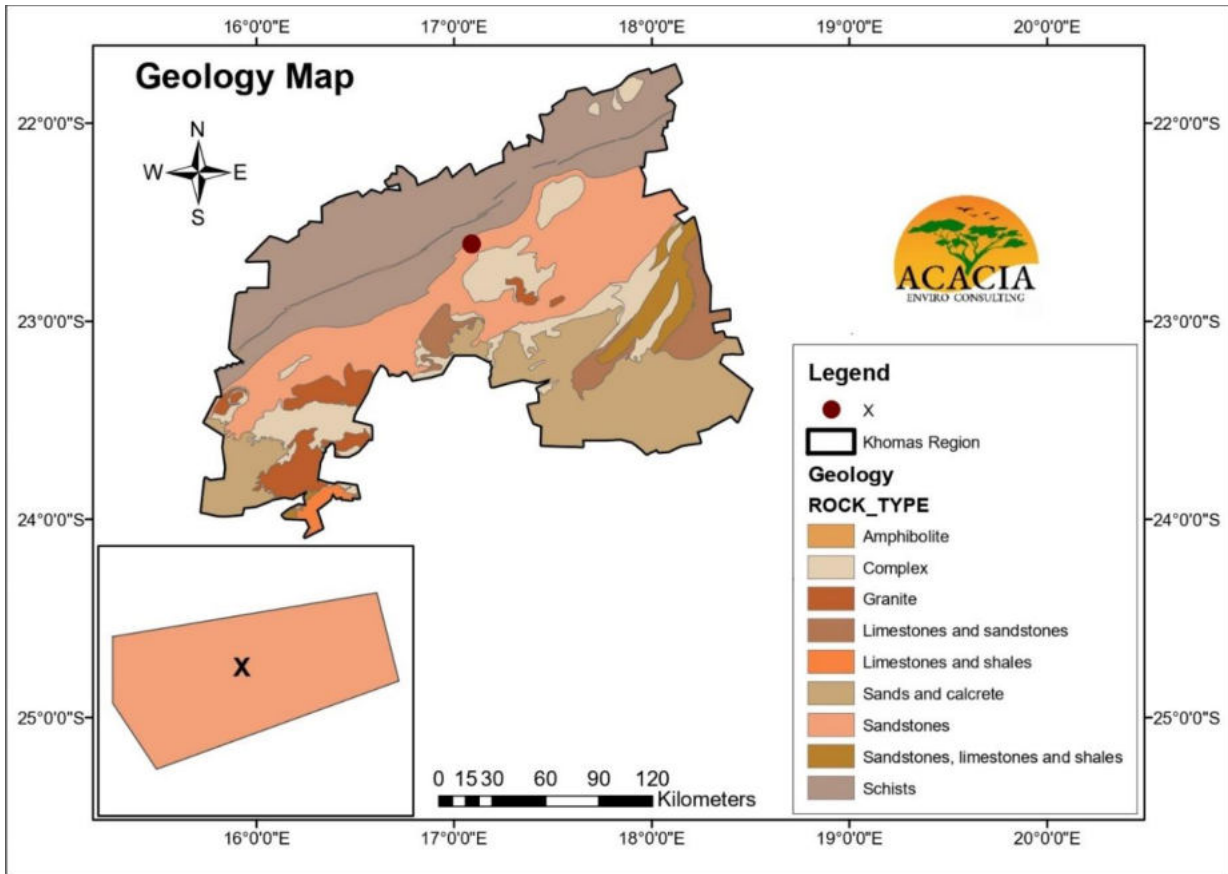 16°0'0"E 17°0'0"E 18°0'0"E 19°0'0"E 20°0'0"E
Geology Map
22°0'0"S 22°0'0"S
N
W E
S
ACACIA
ENVIRO CONSULTING
23°0'0"S 23°0'0"S
Legend
X
Khomas Region
Geology
ROCK_TYPE
24°0'0"S 24°0'0"S
Amphibolite
Complex
Granite
Limestones and sandstones
Limestones and shales
Sands and calcrete
Sandstones
Sandstones, limestones and shales
Schists
X
25°0'0"S 25°0'0"S
0 15 30 60 90 120
Kilometers
16°0'0"E 17°0'0"E 18°0'0"E 19°0'0"E 20°0'0"E